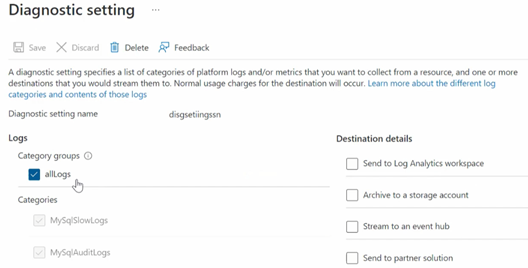 Diagnostic setting ...
Save Discard Delete Feedback
A diagnostic setting specifies a list of categories of platform logs and/or metrics that you want to collect from a resource, and one or more
destinations that you would stream them to. Normal usage charges for the destination will occur. Learn more about the different log
categories and contents of those logs
Diagnostic setting name disgsetiingssn
Logs
Category groups
allLogs
Categories
MySqlSlowLogs
MySqlAuditLogs
Destination details
Send to Log Analytics workspace
Archive to a storage account
Stream to an event hub
Send to partner solution